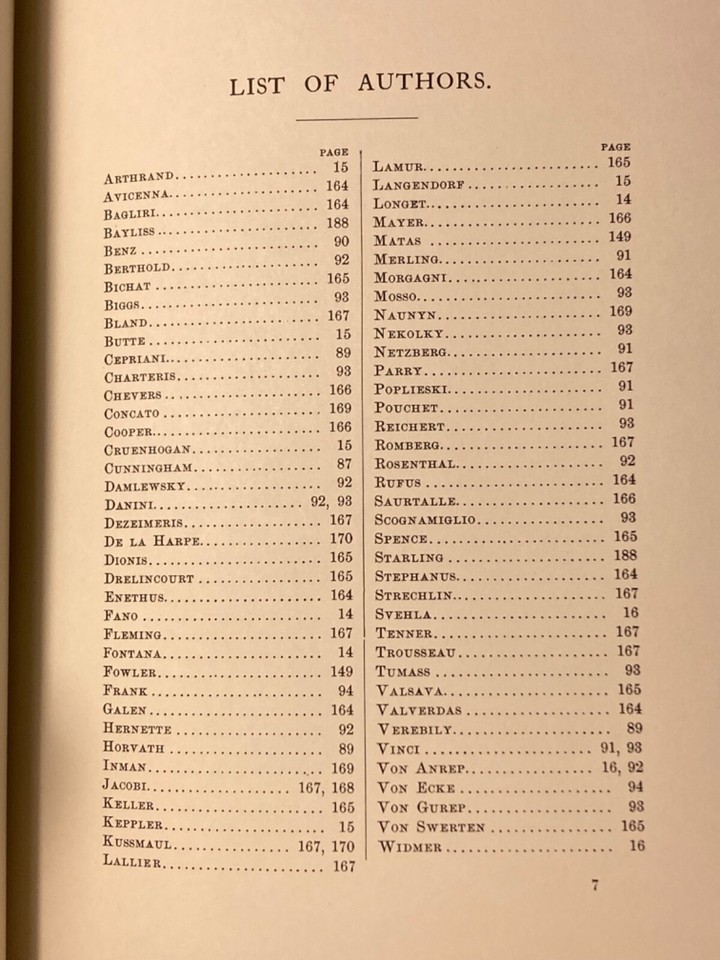 LIST OF AUTHORS.
PAGE
ARTHRAND.................... 15
AVICENNA.................... 164
BAGLIRI..................... 164
BAYLISS..................... 188
BENZ........................ 90
BERTHOLD.................... 92
BICHAT...................... 165
BIGGS....................... 93
BLAND....................... 167
BUTTE....................... 15
CEPRIANI.................... 89
CHARTERIS................... 93
CHEVERS..................... 166
CONCATO..................... 169
COOPER...................... 166
CRUENHOGAN.................. 15
CUNNINGHAM.................. 87
DAMLEWSKY................... 92
DANINI...................... 92, 93
DEZEIMERIS.................. 167
DE LA HARPE................. 170
DIONIS...................... 165
DRELINCOURT................. 165
ENETHUS..................... 164
FANO........................ 14
FLEMING..................... 167
FONTANA..................... 14
FOWLER...................... 149
FRANK....................... 94
GALEN....................... 164
HERNETTE.................... 92
HORVATH..................... 89
INMAN....................... 169
JACOBI...................... 167, 168
KELLER...................... 165
KEPPLER..................... 15
KUSSMAUL.................... 167, 170
LALLIER..................... 167
PAGE
LAMUR....................... 165
LANGENDORF.................. 15
LONGET...................... 14
MAYER....................... 166
MATAS....................... 149
MERLING..................... 91
MORGAGNI.................... 164
MOSSO....................... 93
NAUNYN...................... 169
NEKOLKY..................... 93
NETZBERG.................... 91
PARRY....................... 167
POPLIESKI................... 91
POUCHET..................... 91
REICHERT.................... 93
ROMBERG..................... 167
ROSENTHAL................... 92
RUFUS....................... 164
SAURTALLE................... 166
SCOGNAMIGLIO................ 93
SPENCE...................... 165
STARLING.................... 188
STEPHANUS................... 164
STRECHLIN................... 167
SVEHLA...................... 16
TENNER...................... 167
TROUSSEAU................... 167
TUMASS...................... 93
VALSAVA..................... 165
VALVERDAS................... 164
VEREBILY.................... 89
VINCI....................... 91, 93
VON ANREP................... 16, 92
VON ECKE.................... 94
VON GUREP................... 93
VON SWERTEN................. 165
WIDMER...................... 16
7